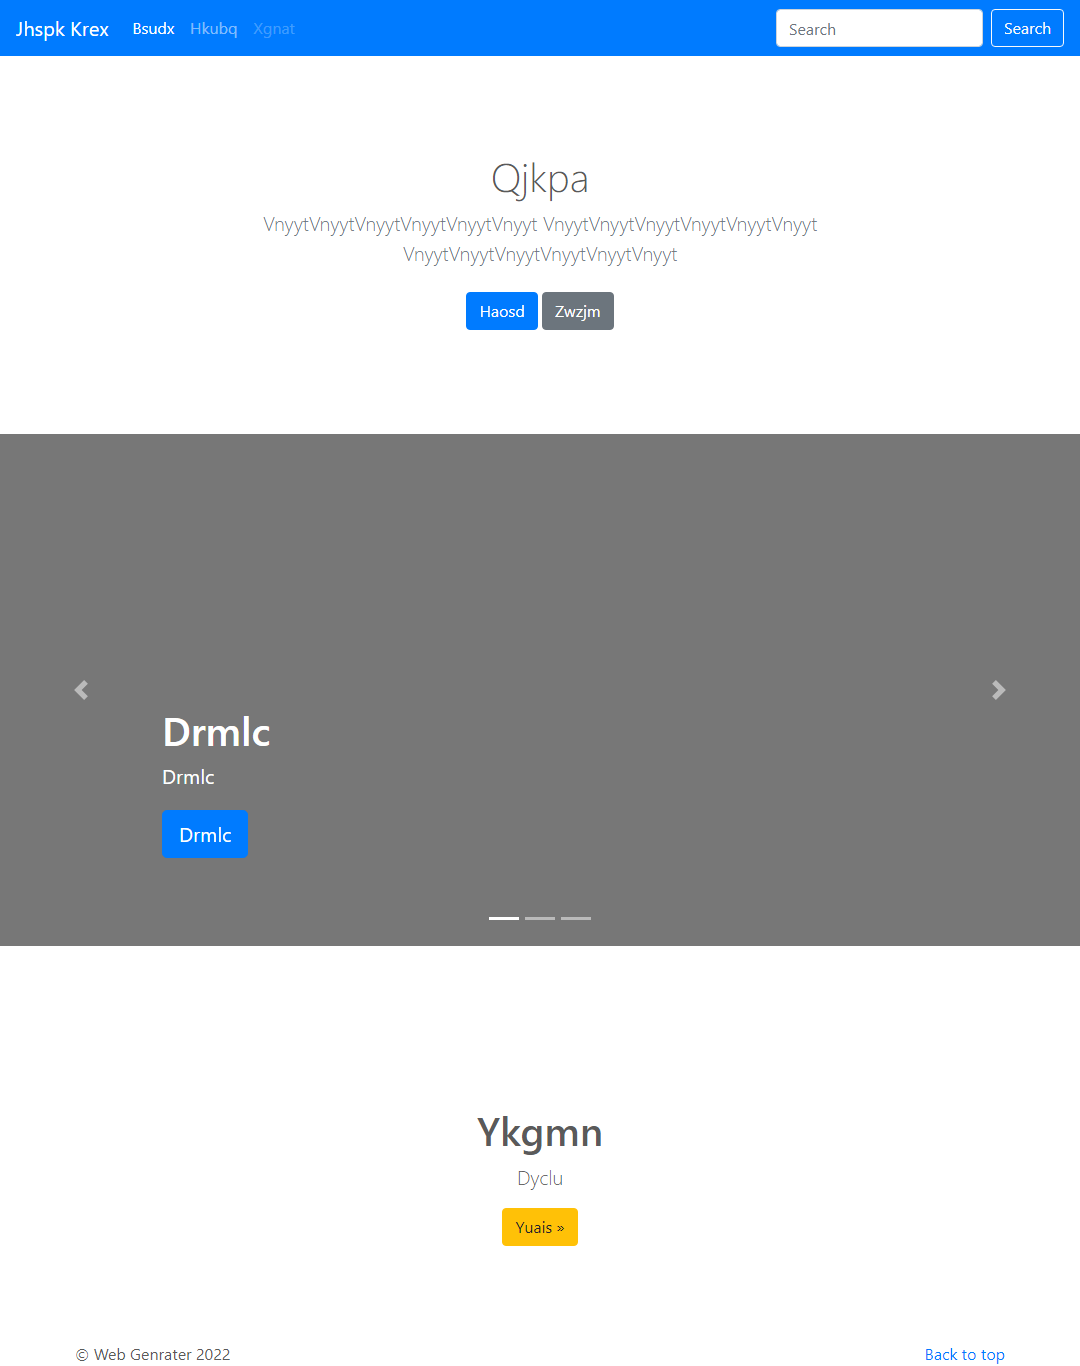 Jhspk Krex Bsudx Hkubq Xgnat Search Search
Qjkpa
VnyytVnyytVnyytVnyytVnyytVnyyt VnyytVnyytVnyytVnyytVnyytVnyyt
VnyytVnyytVnyytVnyytVnyytVnyyt
Haosd Zwzjm
Drmlc
Drmlc
Drmlc
Ykgmn
Dyclu
Yuais »
© Web Genrater 2022 Back to top